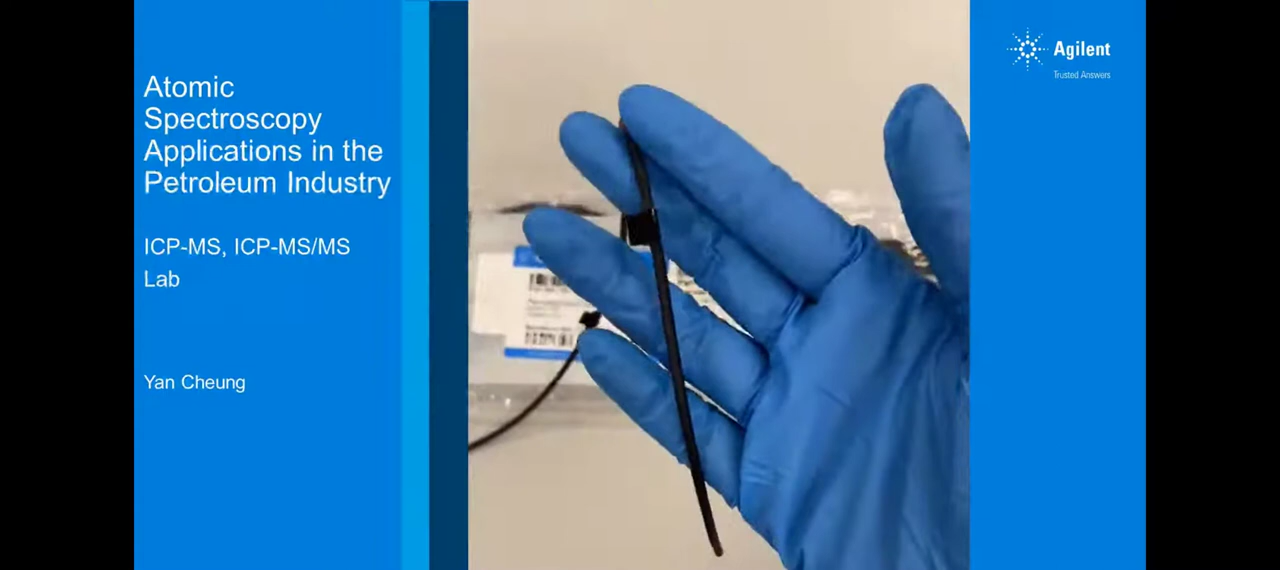 Atomic
Spectroscopy
Applications in the
Petroleum Industry
ICP-MS, ICP-MS/MS
Lab
Yan Cheung
Agilent
Trusted Answers